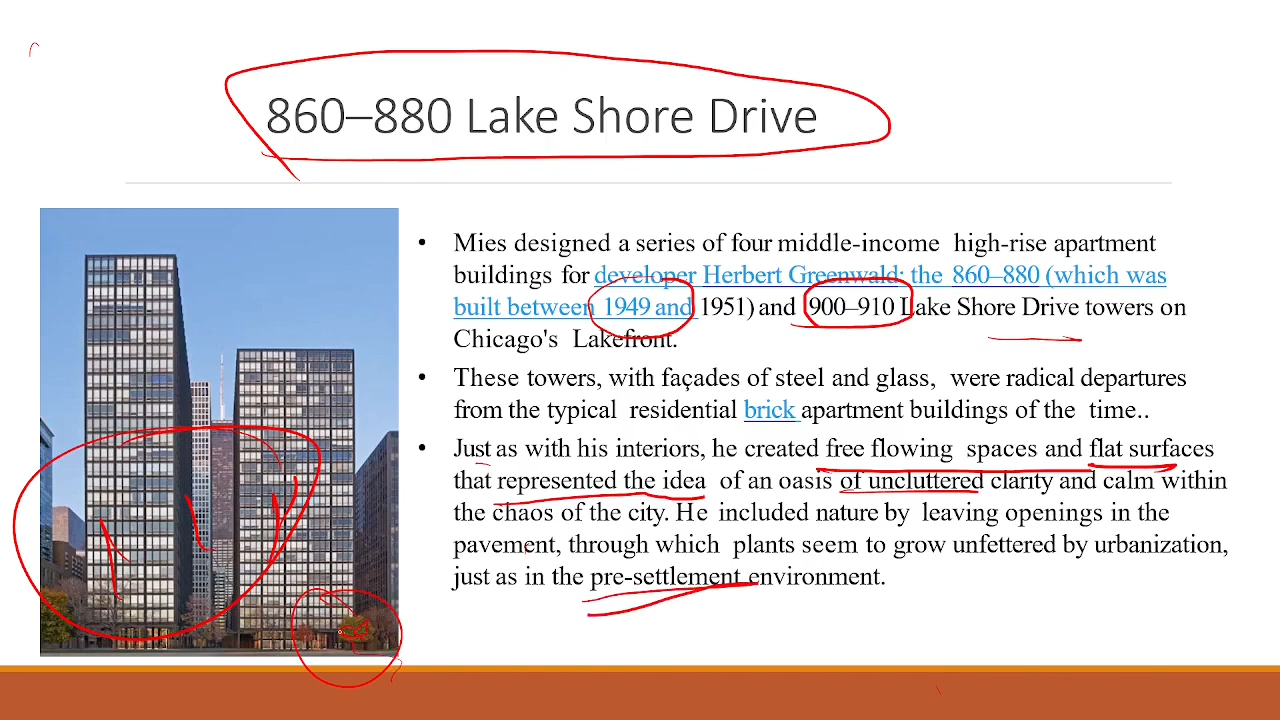 860–880 Lake Shore Drive
• Mies designed a series of four middle-income high-rise apartment
buildings for developer Herbert Greenwald: the 860–880 (which was
built between 1949 and 1951) and 900–910 Lake Shore Drive towers on
Chicago's Lakefront.
• These towers, with façades of steel and glass, were radical departures
from the typical residential brick apartment buildings of the time..
• Just as with his interiors, he created free flowing spaces and flat surfaces
that represented the idea of an oasis of uncluttered clarity and calm within
the chaos of the city. He included nature by leaving openings in the
pavement, through which plants seem to grow unfettered by urbanization,
just as in the pre-settlement environment.